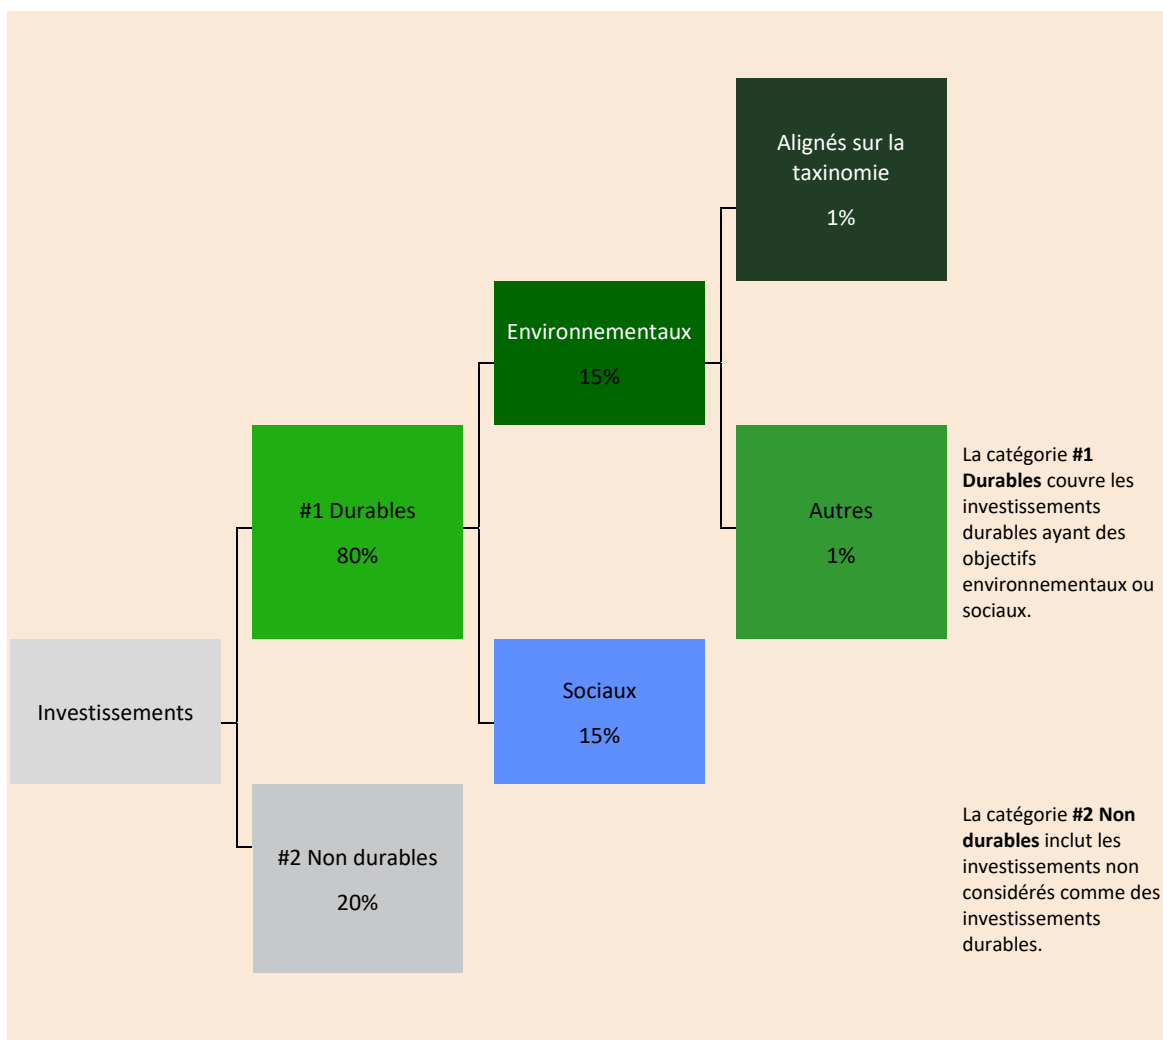 Alignés sur la
taxinomie
1%
Environnementaux
15%
#1 Durables
80%
Autres
1%
La catégorie #1
Durables couvre les
investissements
durables ayant des
objectifs
environnementaux ou
sociaux.
Investissements
Sociaux
15%
#2 Non durables
20%
La catégorie #2 Non
durables inclut les
investissements non
considérés comme des
investissements
durables.